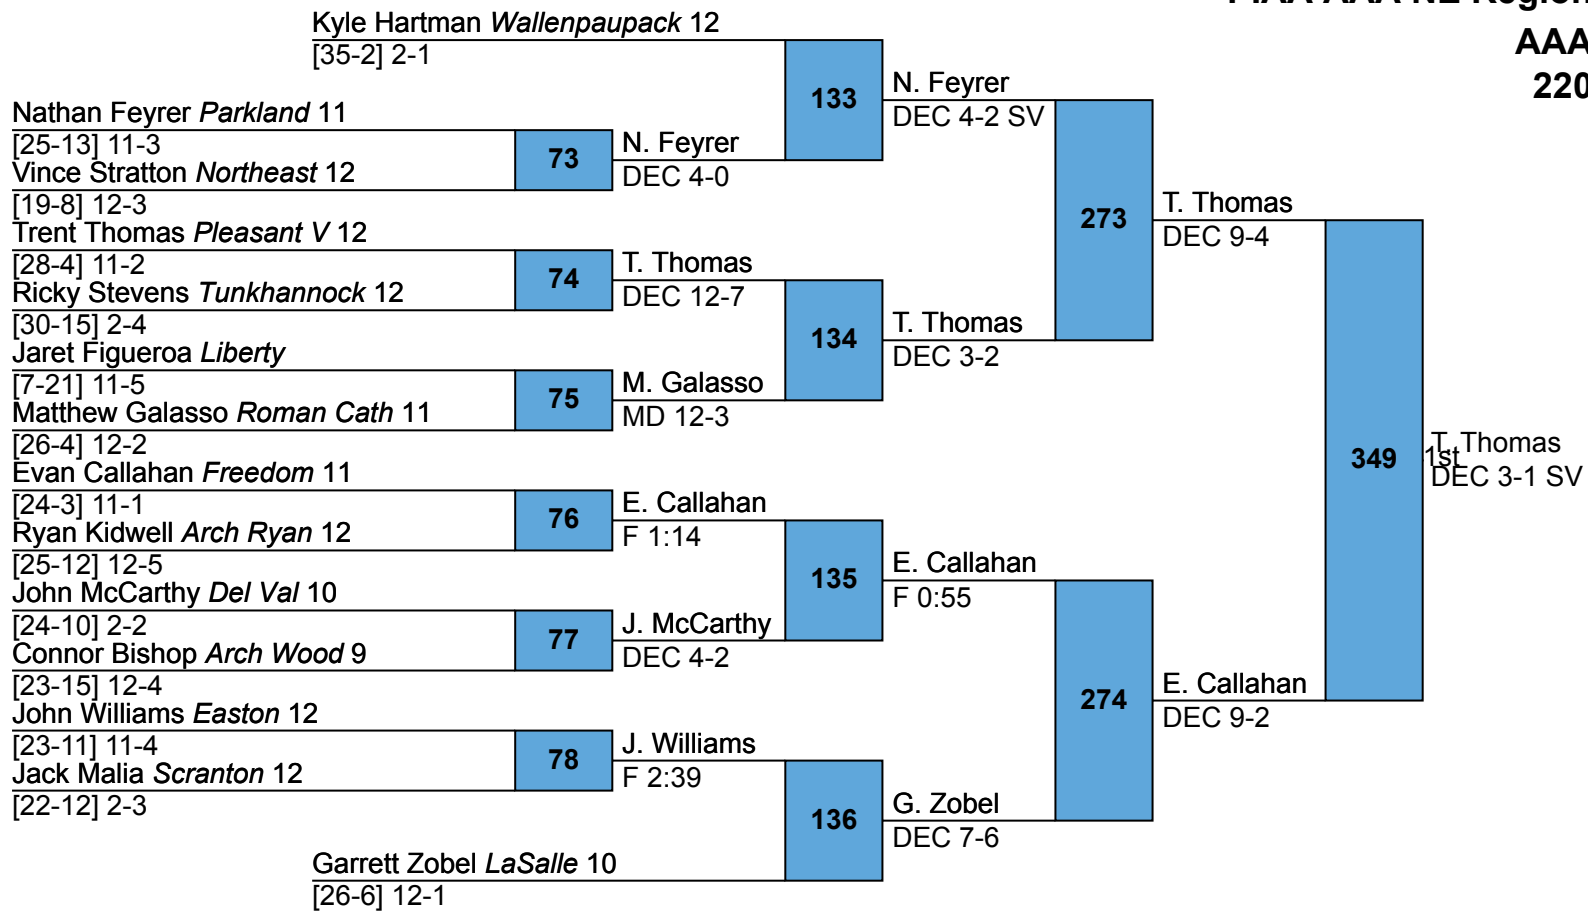 Kyle Hartman Wallenpaupack 12
[35-2] 2-1
AAA
220
133
N. Feyrer
DEC 4-2 SV
Nathan Feyrer Parkland 11
[25-13] 11-3
Vince Stratton Northeast 12
[19-8] 12-3
73
N. Feyrer
DEC 4-0
Trent Thomas Pleasant V 12
[28-4] 11-2
Ricky Stevens Tunkhannock 12
[30-15] 2-4
74
T. Thomas
DEC 12-7
273
T. Thomas
DEC 9-4
134
T. Thomas
DEC 3-2
Jaret Figueroa Liberty
[7-21] 11-5
Matthew Galasso Roman Cath 11
[26-4] 12-2
75
M. Galasso
MD 12-3
349
T. Thomas
1st
DEC 3-1 SV
Evan Callahan Freedom 11
[24-3] 11-1
Ryan Kidwell Arch Ryan 12
[25-12] 12-5
76
E. Callahan
F 1:14
135
E. Callahan
F 0:55
John McCarthy Del Val 10
[24-10] 2-2
Connor Bishop Arch Wood 9
[23-15] 12-4
77
J. McCarthy
DEC 4-2
274
E. Callahan
DEC 9-2
John Williams Easton 12
[23-11] 11-4
Jack Malia Scranton 12
[22-12] 2-3
78
J. Williams
F 2:39
136
G. Zobel
DEC 7-6
Garrett Zobel LaSalle 10
[26-6] 12-1